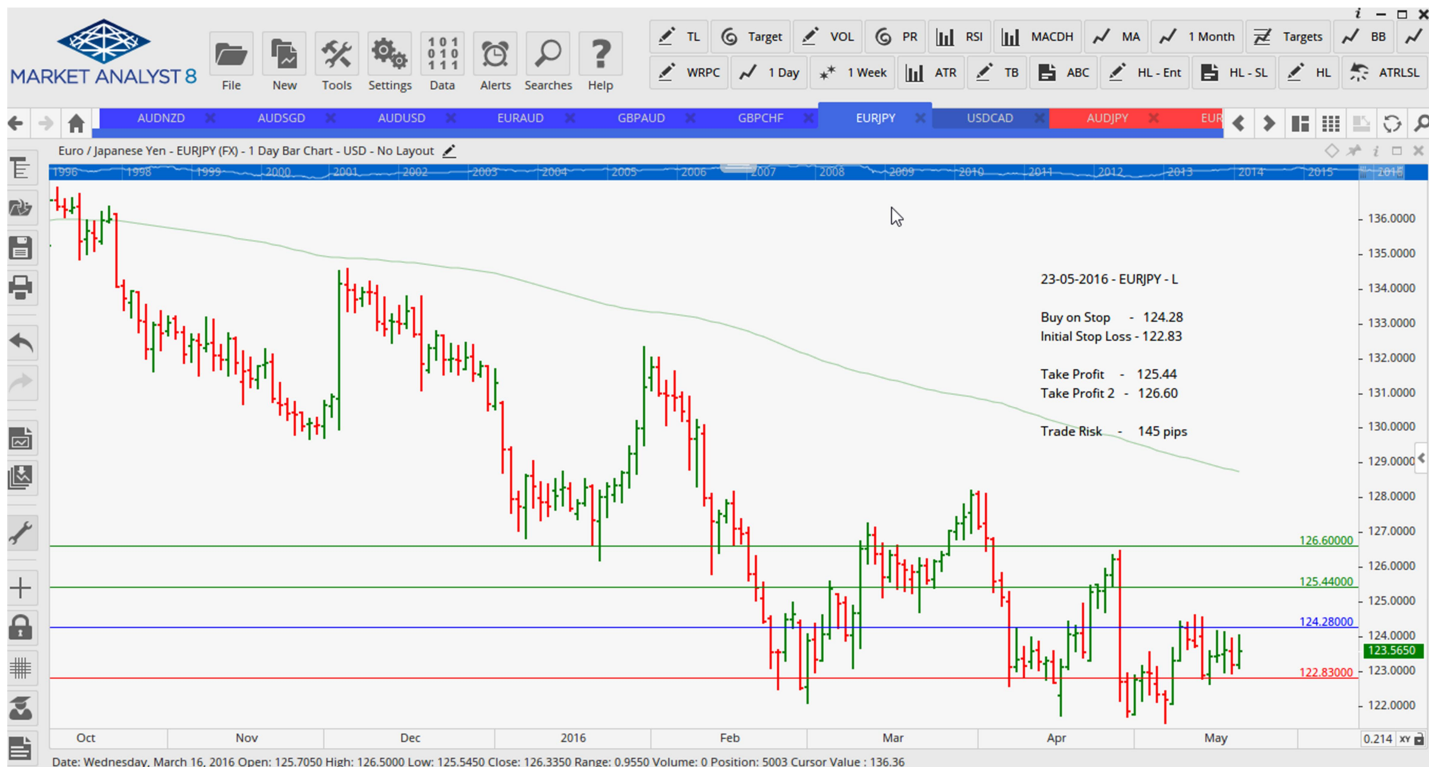 MARKET ANALYST 8
File New Tools Settings Data Alerts Searches Help
101
010
111
TL Target VOL PR RSI MACDH MA 1 Month Targets BB
WRPC 1 Day 1 Week ATR TB ABC HL - Ent HL - SL HL ATRLSL
AUDNZD AUDSGD AUDUSD EURAUD GBPAUD GBPCHF EURJPY USDCAD AUDJPY EUR
Euro / Japanese Yen - EURJPY (FX) - 1 Day Bar Chart - USD - No Layout
1996 1998 1999 2000 2001 2002 2003 2004 2005 2006 2007 2008 2009 2010 2011 2012 2013 2014 2015 2016
136.0000
135.0000
23-05-2016 - EURJPY - L
134.0000
Buy on Stop - 124.28
133.0000
Initial Stop Loss - 122.83
132.0000
Take Profit - 125.44
Take Profit 2 - 126.60
131.0000
Trade Risk - 145 pips
130.0000
129.0000
128.0000
127.0000
126.60000
126.0000
125.44000
125.0000
124.28000
124.0000
123.5650
123.0000
122.83000
122.0000
Oct Nov Dec 2016 Feb Mar Apr May 0.214 XY
Date: Wednesday, March 16, 2016 Open: 125.7050 High: 126.5000 Low: 125.5450 Close: 126.3350 Range: 0.9550 Volume: 0 Position: 5003 Cursor Value : 136.36